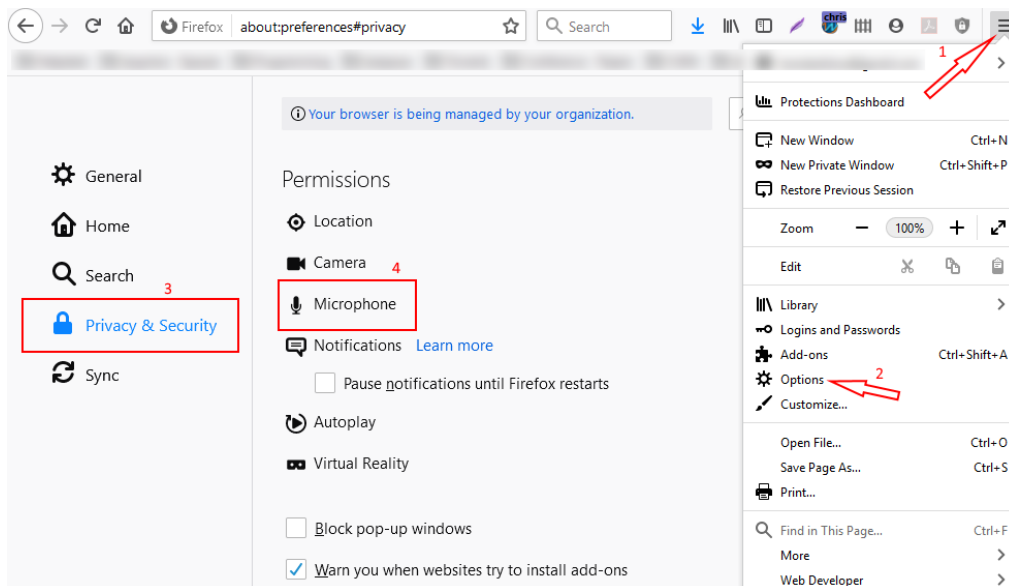 Firefox about:preferences#privacy Search chris
1
Your browser is being managed by your organization.
General
Home
Search
3
Privacy & Security
Sync
Permissions
Location
Camera
4
Microphone
Notifications Learn more
Pause notifications until Firefox restarts
Autoplay
Virtual Reality
Block pop-up windows
Warn you when websites try to install add-ons
Protections Dashboard
New Window Ctrl+N
New Private Window Ctrl+Shift+P
Restore Previous Session
Zoom 100%
Edit
Library
Logins and Passwords
Add-ons Ctrl+Shift+A
Options 2
Customize...
Open File... Ctrl+O
Save Page As... Ctrl+S
Print...
Find in This Page... Ctrl+F
More
Web Developer